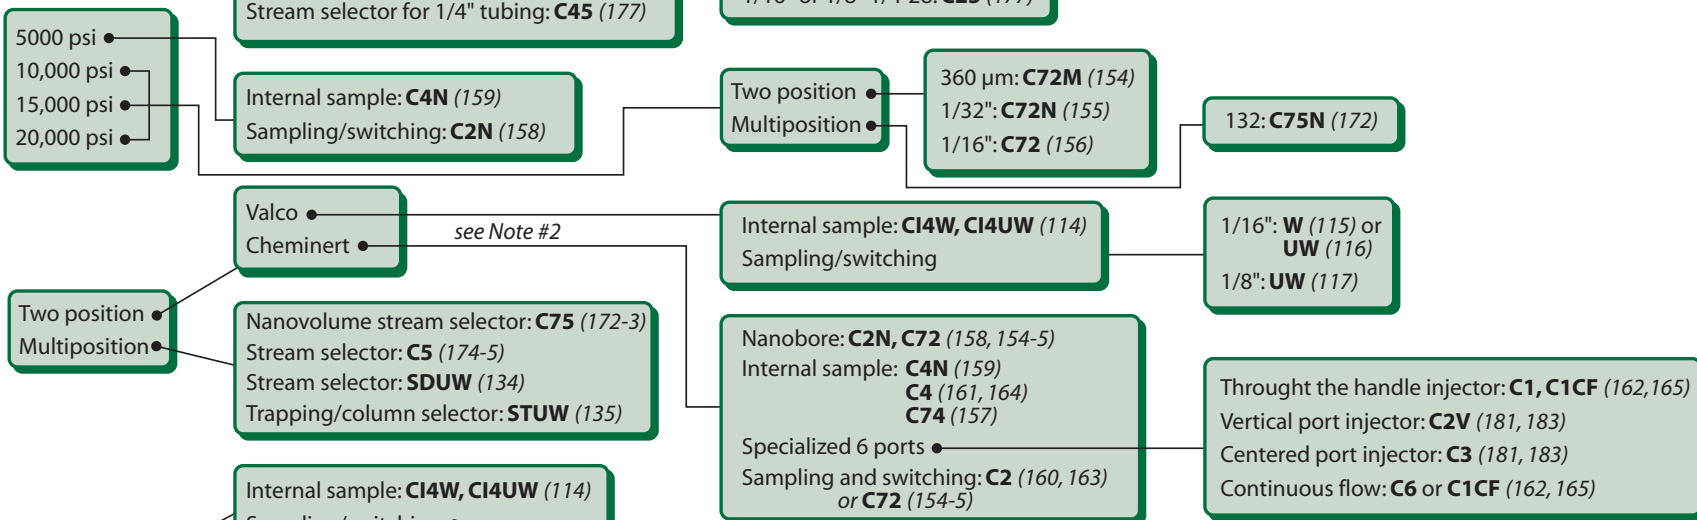 Stream selector for 1/4" tubing: C45 (177)
5000 psi
10,000 psi
15,000 psi
20,000 psi
Internal sample: C4N (159)
Sampling/switching: C2N (158)
Two position
Multiposition
360 µm: C72M (154)
1/32": C72N (155)
1/16": C72 (156)
132: C75N (172)
Valco
Cheminert
see Note #2
Internal sample: CI4W, CI4UW (114)
Sampling/switching
1/16": W (115) or
UW (116)
1/8": UW (117)
Two position
Multiposition
Nanovolume stream selector: C75 (172-3)
Stream selector: C5 (174-5)
Stream selector: SDUW (134)
Trapping/column selector: STUW (135)
Nanobore: C2N, C72 (158, 154-5)
Internal sample: C4N (159)
C4 (161, 164)
C74 (157)
Specialized 6 ports
Sampling and switching: C2 (160, 163)
or C72 (154-5)
Throught the handle injector: C1, C1CF (162,165)
Vertical port injector: C2V (181, 183)
Centered port injector: C3 (181, 183)
Continuous flow: C6 or C1CF (162, 165)
Internal sample: CI4W, CI4UW (114)